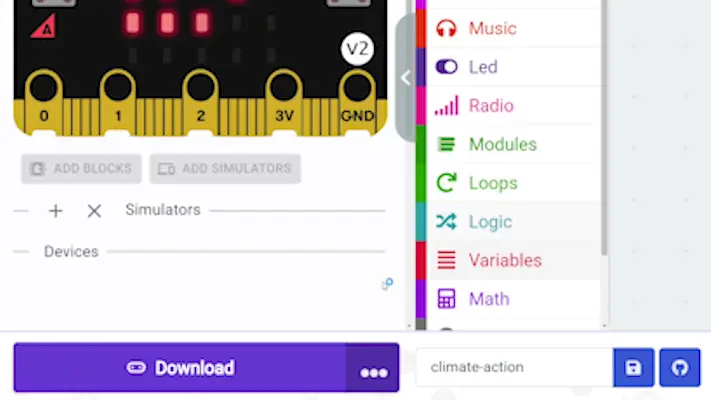 A
V2
0 1 2 3V GND
ADD BLOCKS ADD SIMULATORS
Simulators
Devices
Music
Led
Radio
Modules
Loops
Logic
Variables
Math
Download
climate-action